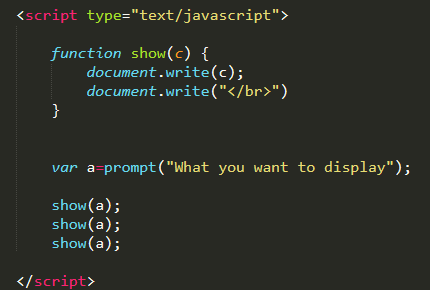 <script type="text/javascript">
function show(c) {
document.write(c);
document.write("</br>")
}
var a=prompt("What you want to display");
show(a);
show(a);
show(a);
</script>